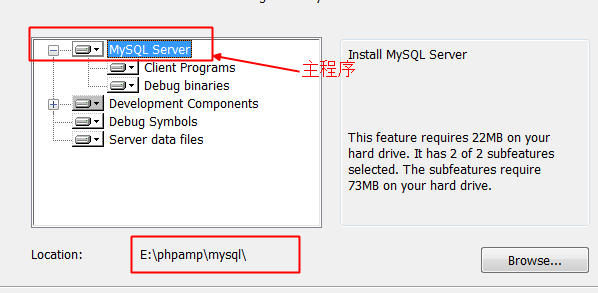 MySQL Server
Client Programs
Debug binaries
Development Components
Debug Symbols
Server data files
主程序
Install MySQL Server
This feature requires 22MB on your
hard drive. It has 2 of 2 subfeatures
selected. The subfeatures require
73MB on your hard drive.
Location:
E:\phpamp\mysql\
Browse...